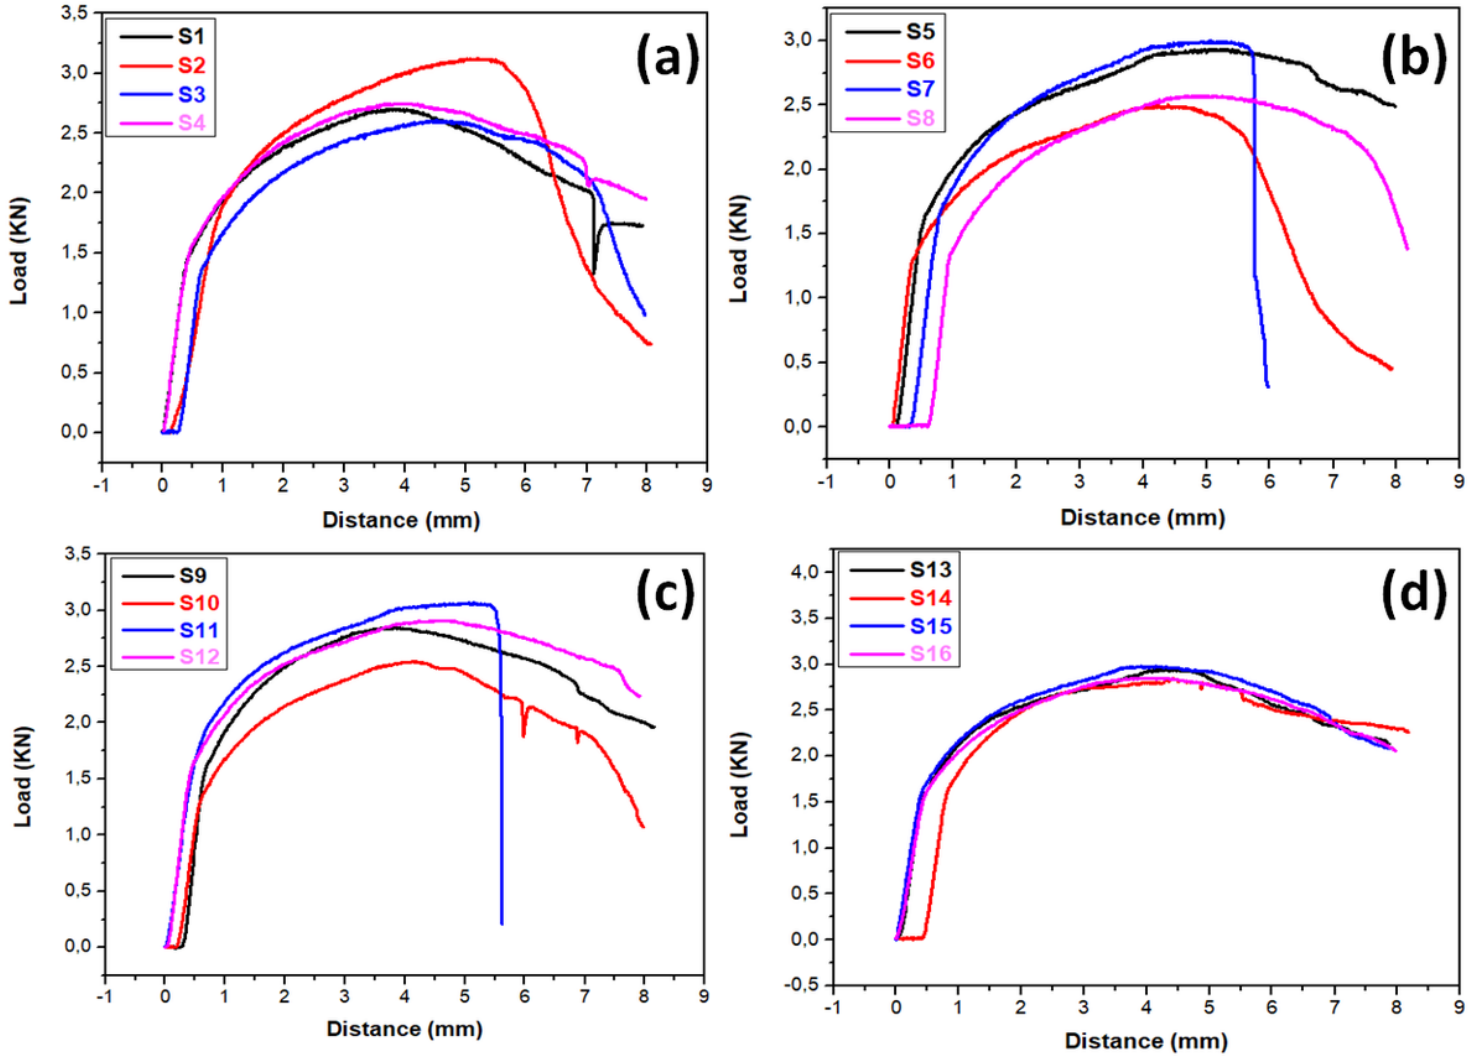 (a)
S1
S2
S3
S4
3,5
3,0
2,5
2,0
1,5
1,0
0,5
0,0
Load (KN)
-1 0 1 2 3 4 5 6 7 8 9
Distance (mm)
(b)
S5
S6
S7
S8
3,0
2,5
2,0
1,5
1,0
0,5
0,0
Load (KN)
-1 0 1 2 3 4 5 6 7 8 9
Distance (mm)
(c)
S9
S10
S11
S12
3,5
3,0
2,5
2,0
1,5
1,0
0,5
0,0
Load (KN)
-1 0 1 2 3 4 5 6 7 8 9
Distance (mm)
(d)
S13
S14
S15
S16
4,0
3,5
3,0
2,5
2,0
1,5
1,0
0,5
0,0
-0,5
Load (KN)
-1 0 1 2 3 4 5 6 7 8 9
Distance (mm)